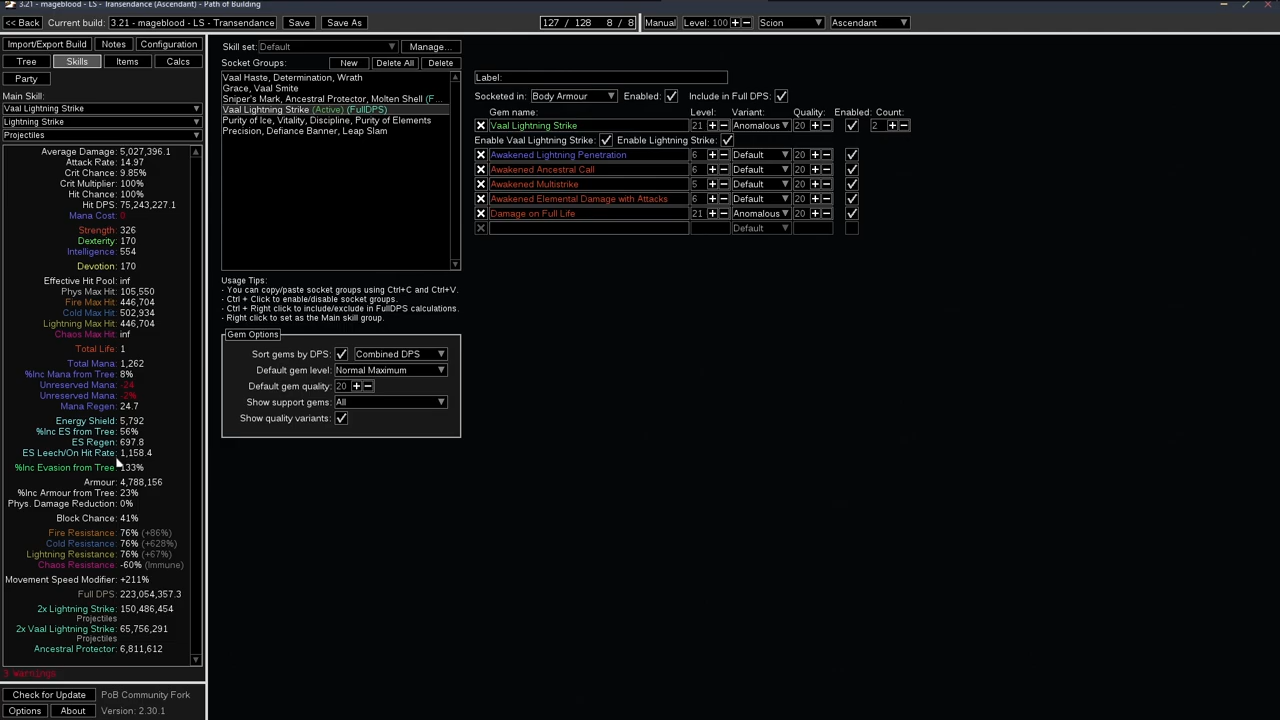 3.21 - mageblood - LS - Transendance (Ascendant) - Path of Building
<< Back Current build: 3.21 - mageblood - LS - Transendance Save Save As 127 / 128 8 / 8 Manual Level: 100 + - Scion Ascendant
Import/Export Build Notes Configuration
Tree Skills Items Calcs
Party
Main Skill:
Vaal Lightning Strike
Lightning Strike
Projectiles
Average Damage: 5,027,396.1
Attack Rate: 14.97
Crit Chance: 9.85%
Crit Multiplier: 100%
Hit Chance: 100%
Hit DPS: 75,243,227.1
Mana Cost: 0
Strength: 326
Dexterity: 170
Intelligence: 554
Devotion: 170
Effective Hit Pool: inf
Phys Max Hit: 105,550
Fire Max Hit: 446,704
Cold Max Hit: 502,934
Lightning Max Hit: 446,704
Chaos Max Hit: inf
Total Life: 1
Total Mana: 1,262
%Inc Mana from Tree: 8%
Unreserved Mana: -24
Unreserved Mana: -2%
Mana Regen: 24.7
Energy Shield: 5,792
%Inc ES from Tree: 56%
ES Regen: 697.8
ES Leech/On Hit Rate: 1,158.4
%Inc Evasion from Tree: 133%
Armour: 4,788,156
%Inc Armour from Tree: 23%
Phys. Damage Reduction: 0%
Block Chance: 41%
Fire Resistance: 76% (+86%)
Cold Resistance: 76% (+628%)
Lightning Resistance: 76% (+67%)
Chaos Resistance: -60% (Immune)
Movement Speed Modifier: +211%
Full DPS: 223,054,357.3
2x Lightning Strike: 150,486,454
Projectiles
2x Vaal Lightning Strike: 65,756,291
Projectiles
Ancestral Protector: 6,811,612
3 Warnings
Check for Update PoB Community Fork
Options About Version: 2.30.1
Skill set: Default Manage...
Socket Groups: New Delete All Delete
Vaal Haste, Determination, Wrath
Grace, Vaal Smite
Sniper's Mark, Ancestral Protector, Molten Shell (F...
Vaal Lightning Strike (Active) (FullDPS)
Purity of Ice, Vitality, Discipline, Purity of Elements
Precision, Defiance Banner, Leap Slam
Usage Tips:
- You can copy/paste socket groups using Ctrl+C and Ctrl+V.
- Ctrl + Click to enable/disable socket groups.
- Ctrl + Right click to include/exclude in FullDPS calculations.
- Right click to set as the Main skill group.
Gem Options
Sort gems by DPS: Combined DPS
Default gem level: Normal Maximum
Default gem quality: 20 + -
Show support gems: All
Show quality variants:
Label:
Socketed in: Body Armour Enabled: Include in Full DPS:
Gem name: Level: Variant: Quality: Enabled: Count:
Vaal Lightning Strike 21 + - Anomalous 20 + - 2 + -
Enable Vaal Lightning Strike: Enable Lightning Strike:
Awakened Lightning Penetration 6 + - Default 20 + -
Awakened Ancestral Call 6 + - Default 20 + -
Awakened Multistrike 5 + - Default 20 + -
Awakened Elemental Damage with Attacks 6 + - Default 20 + -
Damage on Full Life 21 + - Anomalous 20 + -
Default